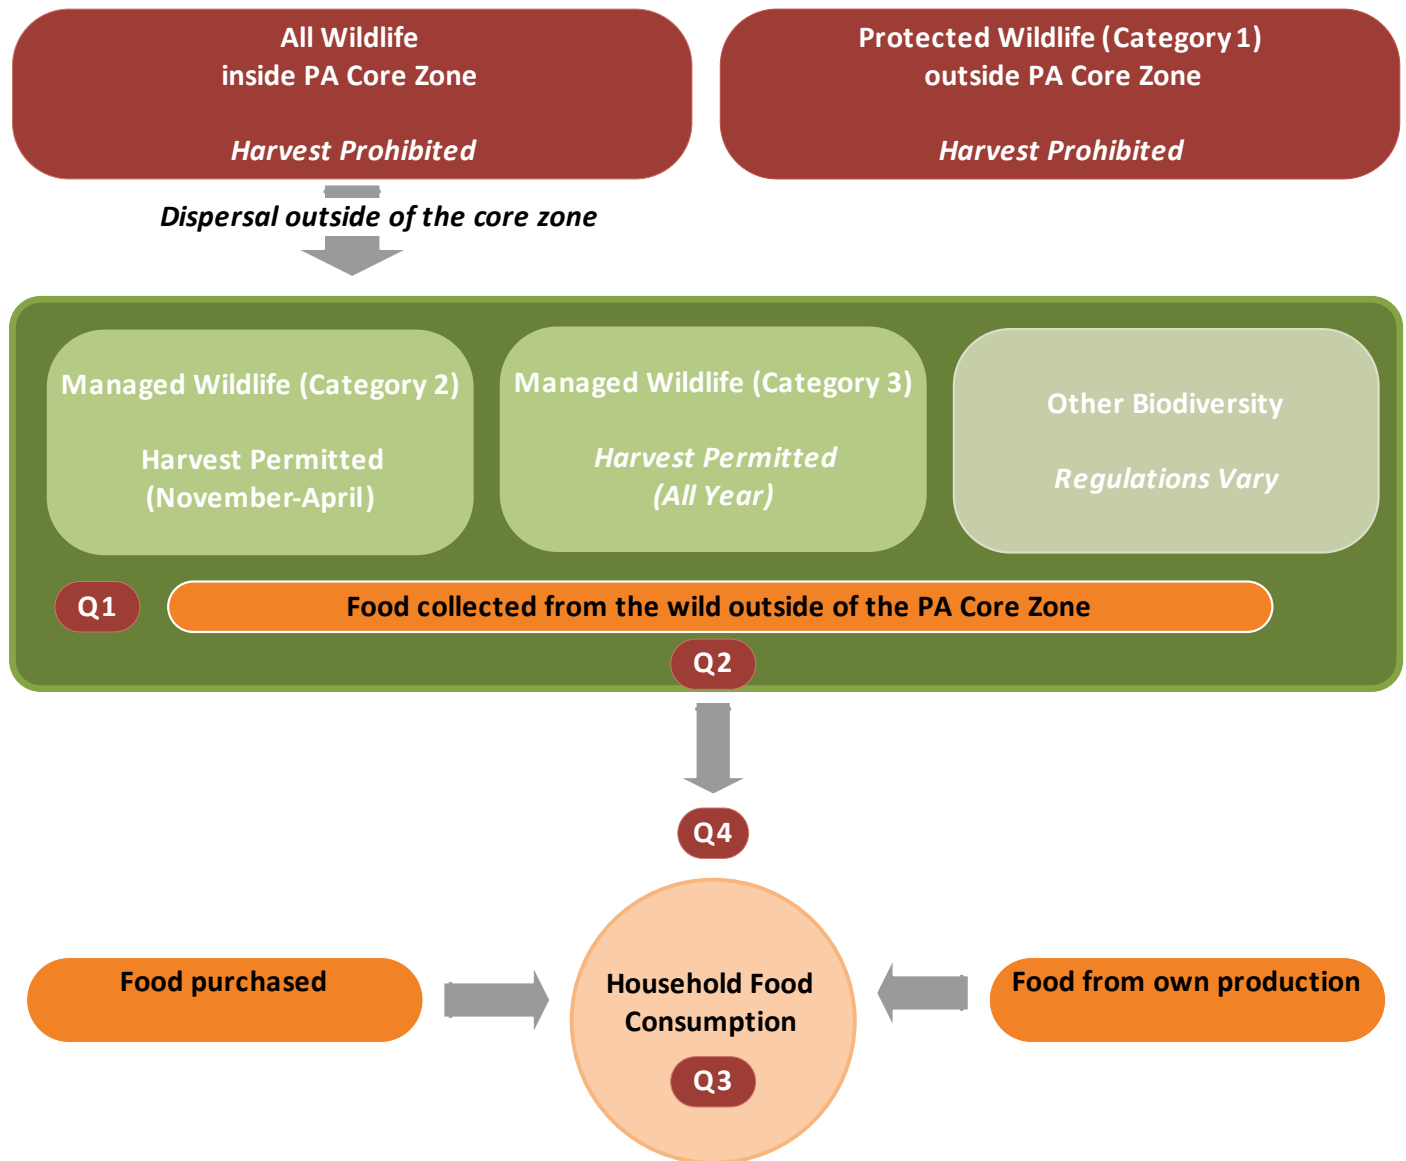 All Wildlife
inside PA Core Zone
Harvest Prohibited
Protected Wildlife (Category 1)
outside PA Core Zone
Harvest Prohibited
Dispersal outside of the core zone
Managed Wildlife (Category 2)
Harvest Permitted
(November-April)
Managed Wildlife (Category 3)
Harvest Permitted
(All Year)
Other Biodiversity
Regulations Vary
Q1
Food collected from the wild outside of the PA Core Zone
Q2
Q4
Food purchased
Household Food
Consumption
Q3
Food from own production